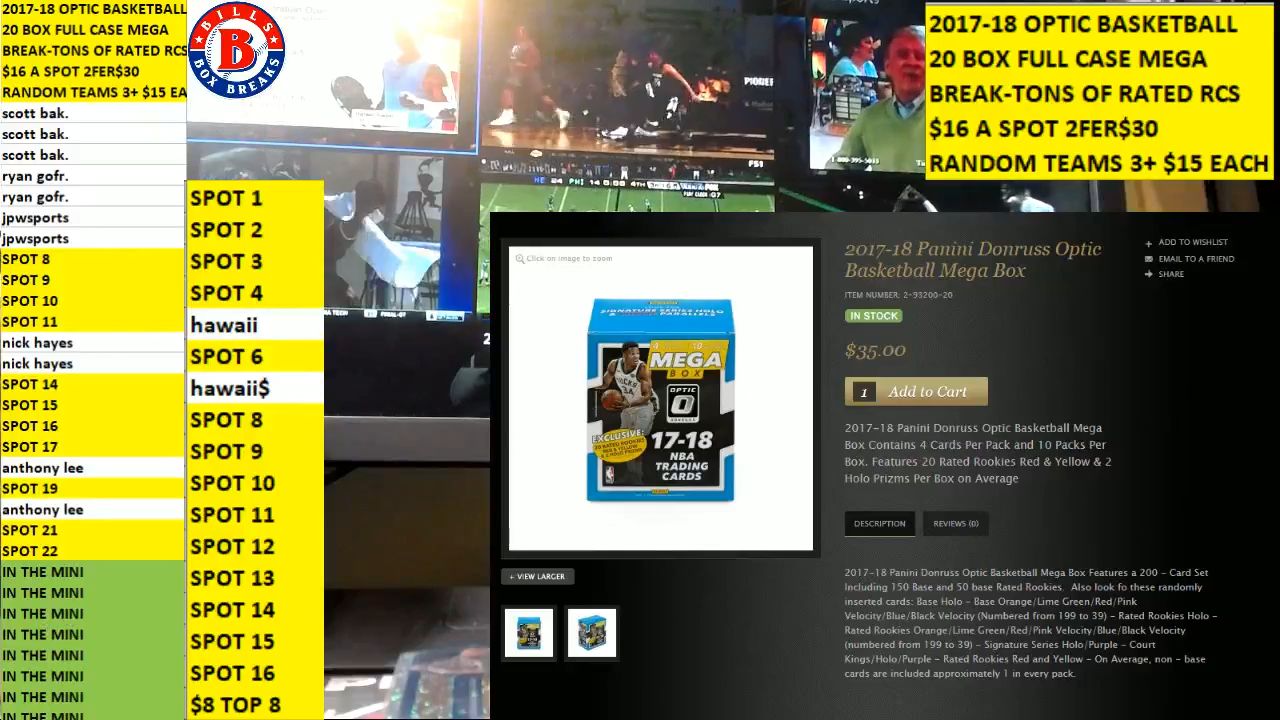 2017-18 OPTIC BASKETBALL
20 BOX FULL CASE MEGA
BREAK-TONS OF RATED RCS
$16 A SPOT 2FER$30
RANDOM TEAMS 3+ $15 EA
scott bak.
scott bak.
scott bak.
ryan gofr.
ryan gofr.
jpwsports
jpwsports
SPOT 8
SPOT 9
SPOT 10
SPOT 11
nick hayes
nick hayes
SPOT 14
SPOT 15
SPOT 16
SPOT 17
anthony lee
SPOT 19
anthony lee
SPOT 21
SPOT 22
IN THE MINI
IN THE MINI
IN THE MINI
IN THE MINI
IN THE MINI
IN THE MINI
IN THE MINI
IN THE MINI
BILLS
B
BOX BREAKS
SPOT 1
SPOT 2
SPOT 3
SPOT 4
hawaii
SPOT 6
hawaii$
SPOT 8
SPOT 9
SPOT 10
SPOT 11
SPOT 12
SPOT 13
SPOT 14
SPOT 15
SPOT 16
$8 TOP 8
PIONEE
FS1
1-800-395-5033
2017-18 OPTIC BASKETBALL
20 BOX FULL CASE MEGA
BREAK-TONS OF RATED RCS
$16 A SPOT 2FER$30
RANDOM TEAMS 3+ $15 EACH
Click on image to zoom
MEGA
BOX
OPTIC
17-18
NBA
TRADING
CARDS
EXCLUSIVE:
+ VIEW LARGER
2017-18 Panini Donruss Optic
Basketball Mega Box
ITEM NUMBER: 2-93200-20
IN STOCK
$35.00
1 Add to Cart
+ ADD TO WISHLIST
EMAIL TO A FRIEND
SHARE
2017-18 Panini Donruss Optic Basketball Mega
Box Contains 4 Cards Per Pack and 10 Packs Per
Box. Features 20 Rated Rookies Red & Yellow & 2
Holo Prizms Per Box on Average
DESCRIPTION
REVIEWS (0)
2017-18 Panini Donruss Optic Basketball Mega Box Features a 200 - Card Set
Including 150 Base and 50 base Rated Rookies. Also look fo these randomly
inserted cards: Base Holo - Base Orange/Lime Green/Red/Pink
Velocity/Blue/Black Velocity (Numbered from 199 to 39) - Rated Rookies Holo -
Rated Rookies Orange/Lime Green/Red/Pink Velocity/Blue/Black Velocity
(numbered from 199 to 39) - Signature Series Holo/Purple - Court
Kings/Holo/Purple - Rated Rookies Red and Yellow - On Average, non - base
cards are included approximately 1 in every pack.